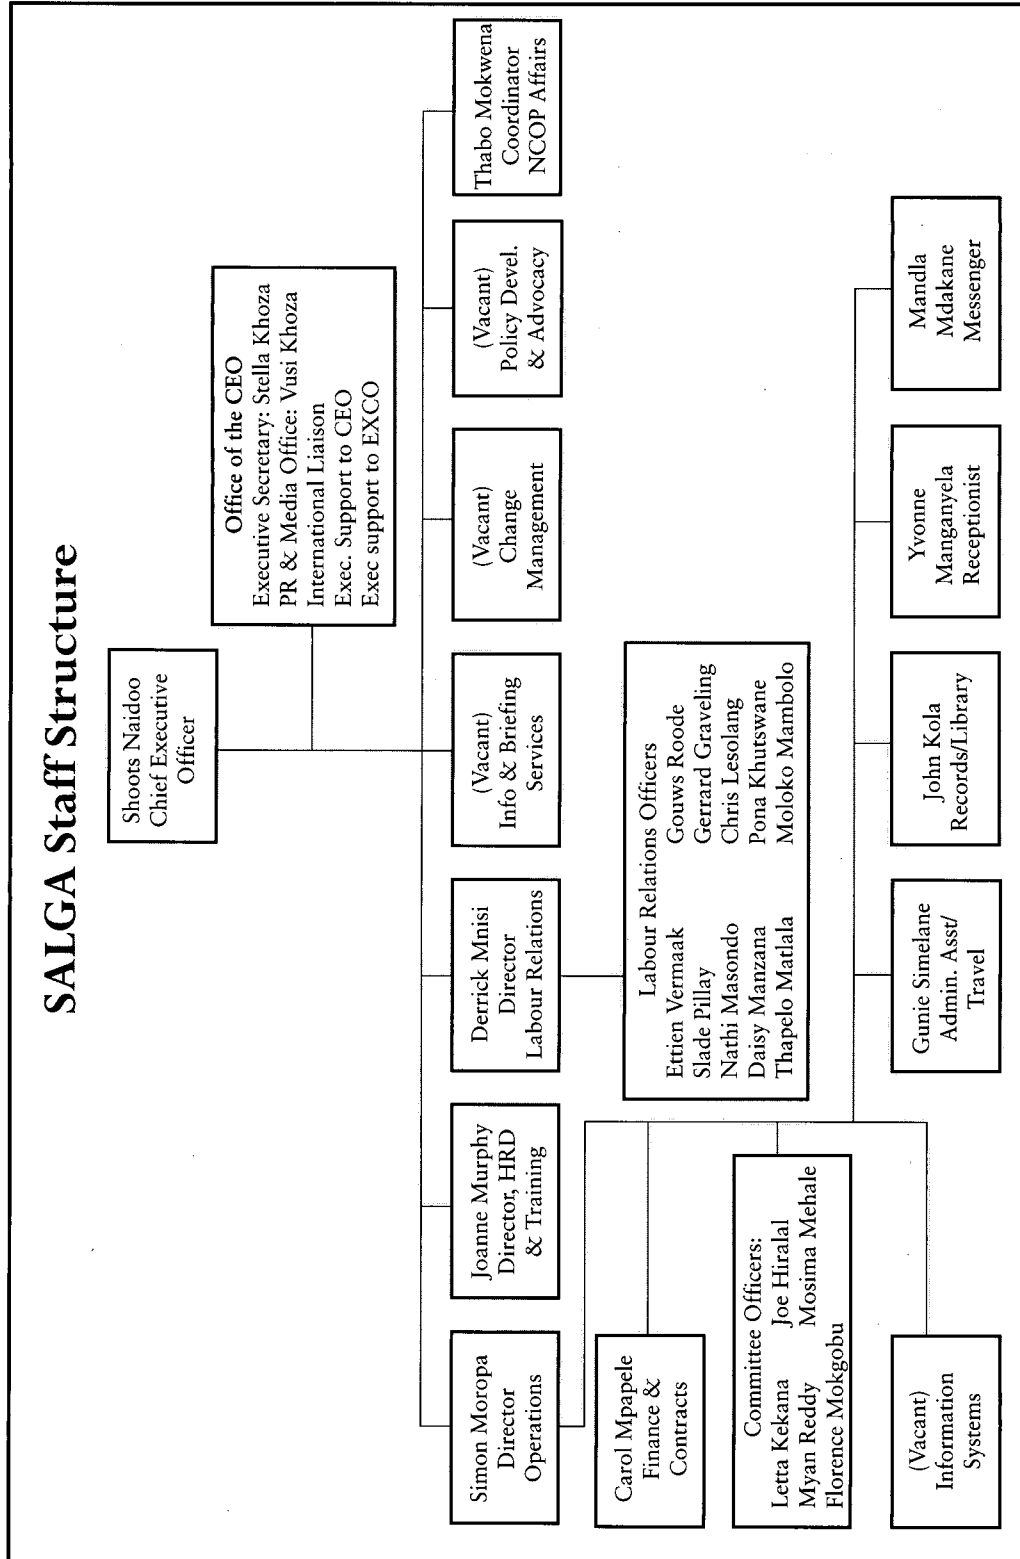 SALGA Staff Structure
Shoots Naidoo
Chief Executive
Officer
Office of the CEO
Executive Secretary: Stella Khoza
PR & Media Office: Vusi Khoza
International Liaison
Exec. Support to CEO
Exec support to EXCO
Simon Moropa
Director
Operations
Joanne Murphy
Director, HRD
& Training
Derrick Mnisi
Director
Labour Relations
(Vacant)
Info & Briefing
Services
(Vacant)
Change
Management
(Vacant)
Policy Devel.
& Advocacy
Thabo Mokwena
Coordinator
NCOP Affairs
Carol Mpapele
Finance &
Contracts
Labour Relations Officers
Ettien Vermaak Gouws Roode
Slade Pillay Gerrard Graveling
Nathi Masondo Chris Lesolang
Daisy Manzana Pona Khutswane
Thapelo Matlala Moloko Mambolo
Committee Officers:
Letta Kekana Joe Hiralal
Myan Reddy Mosima Mehale
Florence Mokgobu
(Vacant)
Information
Systems
Gunie Simelane
Admin. Asst/
Travel
John Kola
Records/Library
Yvonne
Manganyela
Receptionist
Mandla
Mdakane
Messenger